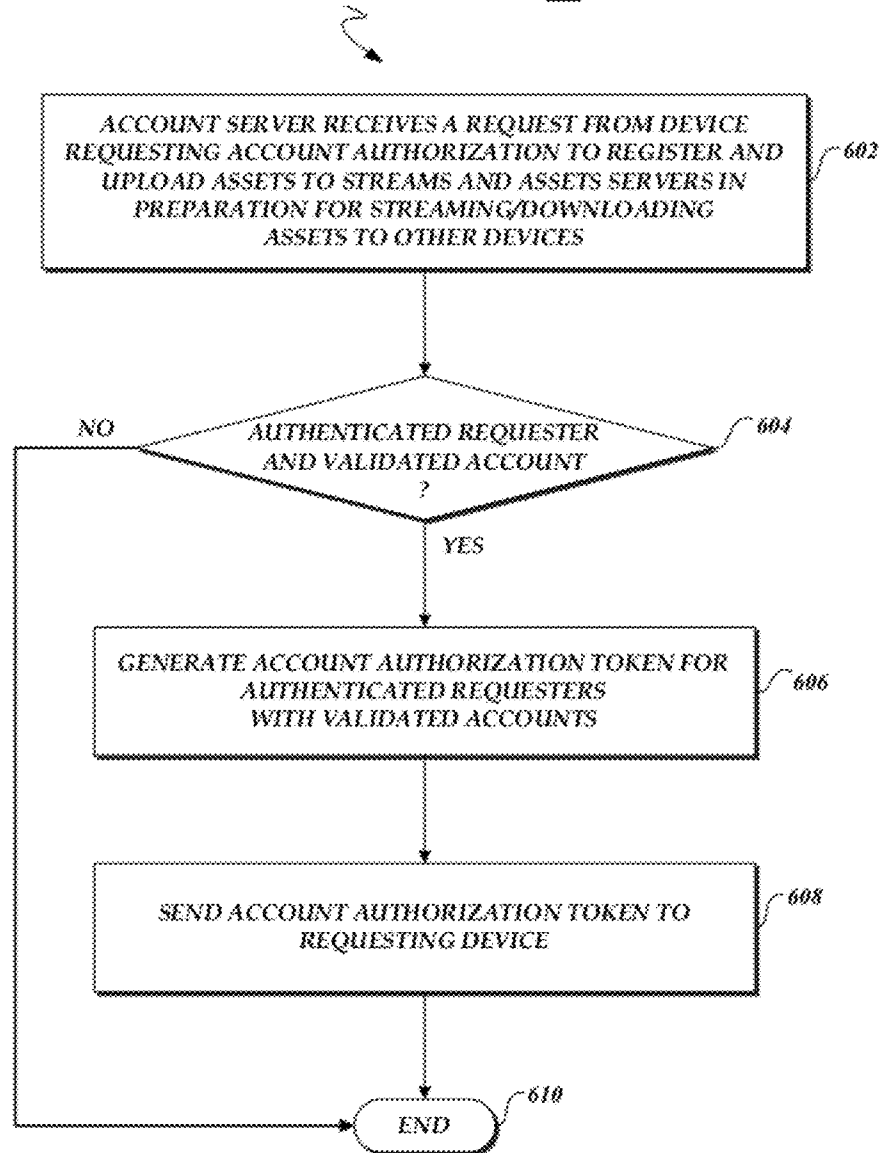 ACCOUNT SERVER RECEIVES A REQUEST FROM DEVICE
REQUESTING ACCOUNT AUTHORIZATION TO REGISTER AND
UPLOAD ASSETS TO STREAMS AND ASSETS SERVERS IN
PREPARATION FOR STREAMING/DOWNLOADING
ASSETS TO OTHER DEVICES
602
NO
AUTHENTICATED REQUESTER
AND VALIDATED ACCOUNT
?
604
YES
GENERATE ACCOUNT AUTHORIZATION TOKEN FOR
AUTHENTICATED REQUESTERS
WITH VALIDATED ACCOUNTS
606
SEND ACCOUNT AUTHORIZATION TOKEN TO
REQUESTING DEVICE
608
END
610